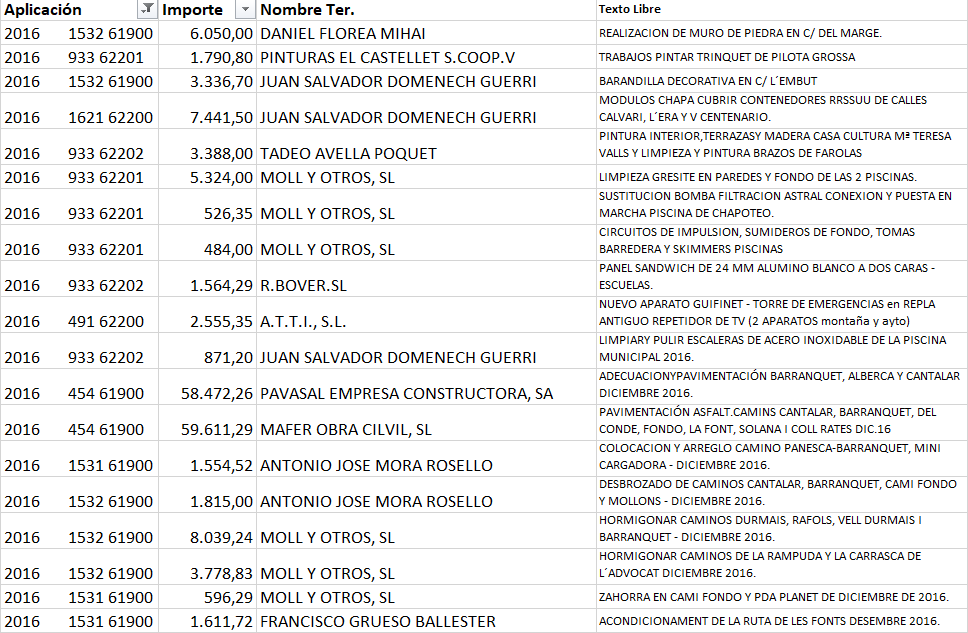 Aplicación Importe Nombre Ter. Texto Libre
2016 1532 61900 6.050,00 DANIEL FLOREA MIHAI REALIZACION DE MURO DE PIEDRA EN C/ DEL MARGE.
2016 933 62201 1.790,80 PINTURAS EL CASTELLET S.COOP.V TRABAJOS PINTAR TRINQUET DE PILOTA GROSSA
2016 1532 61900 3.336,70 JUAN SALVADOR DOMENECH GUERRI BARANDILLA DECORATIVA EN C/ L´EMBUT
MODULOS CHAPA CUBRIR CONTENEDORES RRSSUU DE CALLES
2016 1621 62200 7.441,50 JUAN SALVADOR DOMENECH GUERRI CALVARI, L´ERA Y V CENTENARIO.
PINTURA INTERIOR,TERRAZASY MADERA CASA CULTURA Mª TERESA
2016 933 62202 3.388,00 TADEO AVELLA POQUET VALLS Y LIMPIEZA Y PINTURA BRAZOS DE FAROLAS
2016 933 62201 5.324,00 MOLL Y OTROS, SL LIMPIEZA GRESITE EN PAREDES Y FONDO DE LAS 2 PISCINAS.
SUSTITUCION BOMBA FILTRACION ASTRAL CONEXION Y PUESTA EN
2016 933 62201 526,35 MOLL Y OTROS, SL MARCHA PISCINA DE CHAPOTEO.
CIRCUITOS DE IMPULSION, SUMIDEROS DE FONDO, TOMAS
2016 933 62201 484,00 MOLL Y OTROS, SL BARREDERA Y SKIMMERS PISCINAS
PANEL SANDWICH DE 24 MM ALUMINO BLANCO A DOS CARAS -
2016 933 62202 1.564,29 R.BOVER.SL ESCUELAS.
NUEVO APARATO GUIFINET - TORRE DE EMERGENCIAS en REPLA
2016 491 62200 2.555,35 A.T.T.I., S.L. ANTIGUO REPETIDOR DE TV (2 APARATOS montaña y ayto)
LIMPIARY PULIR ESCALERAS DE ACERO INOXIDABLE DE LA PISCINA
2016 933 62202 871,20 JUAN SALVADOR DOMENECH GUERRI MUNICIPAL 2016.
ADECUACIONYPAVIMENTACIÓN BARRANQUET, ALBERCA Y CANTALAR
2016 454 61900 58.472,26 PAVASAL EMPRESA CONSTRUCTORA, SA DICIEMBRE 2016.
PAVIMENTACIÓN ASFALT.CAMINS CANTALAR, BARRANQUET, DEL
2016 454 61900 59.611,29 MAFER OBRA CILVIL, SL CONDE, FONDO, LA FONT, SOLANA I COLL RATES DIC.16
COLOCACION Y ARREGLO CAMINO PANESCA-BARRANQUET, MINI
2016 1531 61900 1.554,52 ANTONIO JOSE MORA ROSELLO CARGADORA - DICIEMBRE 2016.
DESBROZADO DE CAMINOS CANTALAR, BARRANQUET, CAMI FONDO
2016 1532 61900 1.815,00 ANTONIO JOSE MORA ROSELLO Y MOLLONS - DICIEMBRE 2016.
HORMIGONAR CAMINOS DURMAIS, RAFOLS, VELL DURMAIS I
2016 1532 61900 8.039,24 MOLL Y OTROS, SL BARRANQUET - DICIEMBRE 2016.
HORMIGONAR CAMINOS DE LA RAMPUDA Y LA CARRASCA DE
2016 1532 61900 3.778,83 MOLL Y OTROS, SL L´ADVOCAT DICIEMBRE 2016.
2016 1531 61900 596,29 MOLL Y OTROS, SL ZAHORRA EN CAMI FONDO Y PDA PLANET DE DICIEMBRE DE 2016.
2016 1531 61900 1.611,72 FRANCISCO GRUESO BALLESTER ACONDICIONAMENT DE LA RUTA DE LES FONTS DESEMBRE 2016.